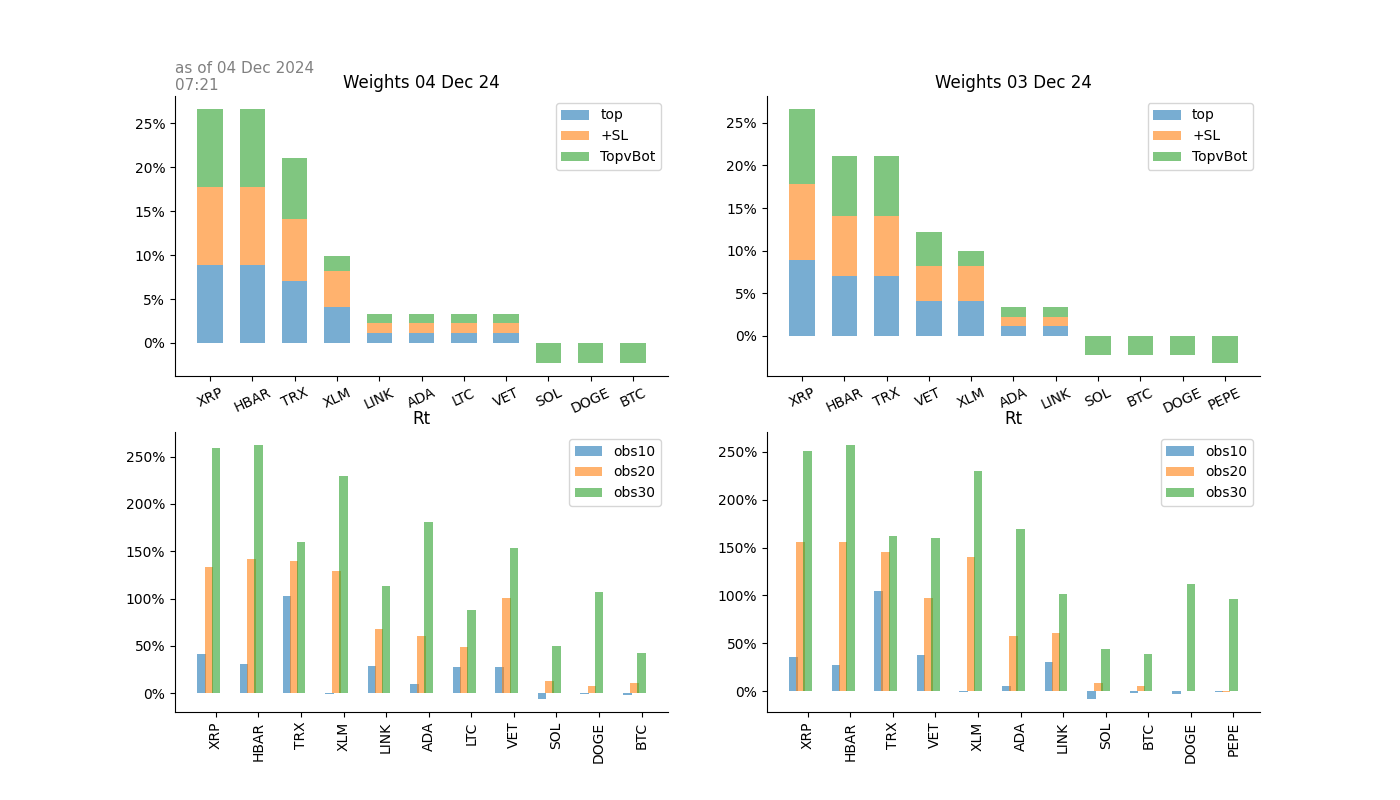 as of 04 Dec 2024
07:21
Weights 04 Dec 24
25%
20%
15%
10%
5%
0%
top
+SL
TopvBot
XRP HBAR TRX XLM LINK ADA LTC VET SOL DOGE BTC
Weights 03 Dec 24
25%
20%
15%
10%
5%
0%
top
+SL
TopvBot
XRP HBAR TRX VET XLM ADA LINK SOL BTC DOGE PEPE
Rt
250%
200%
150%
100%
50%
0%
obs10
obs20
obs30
XRP HBAR TRX XLM LINK ADA LTC VET SOL DOGE BTC
Rt
250%
200%
150%
100%
50%
0%
obs10
obs20
obs30
XRP HBAR TRX VET XLM ADA LINK SOL BTC DOGE PEPE